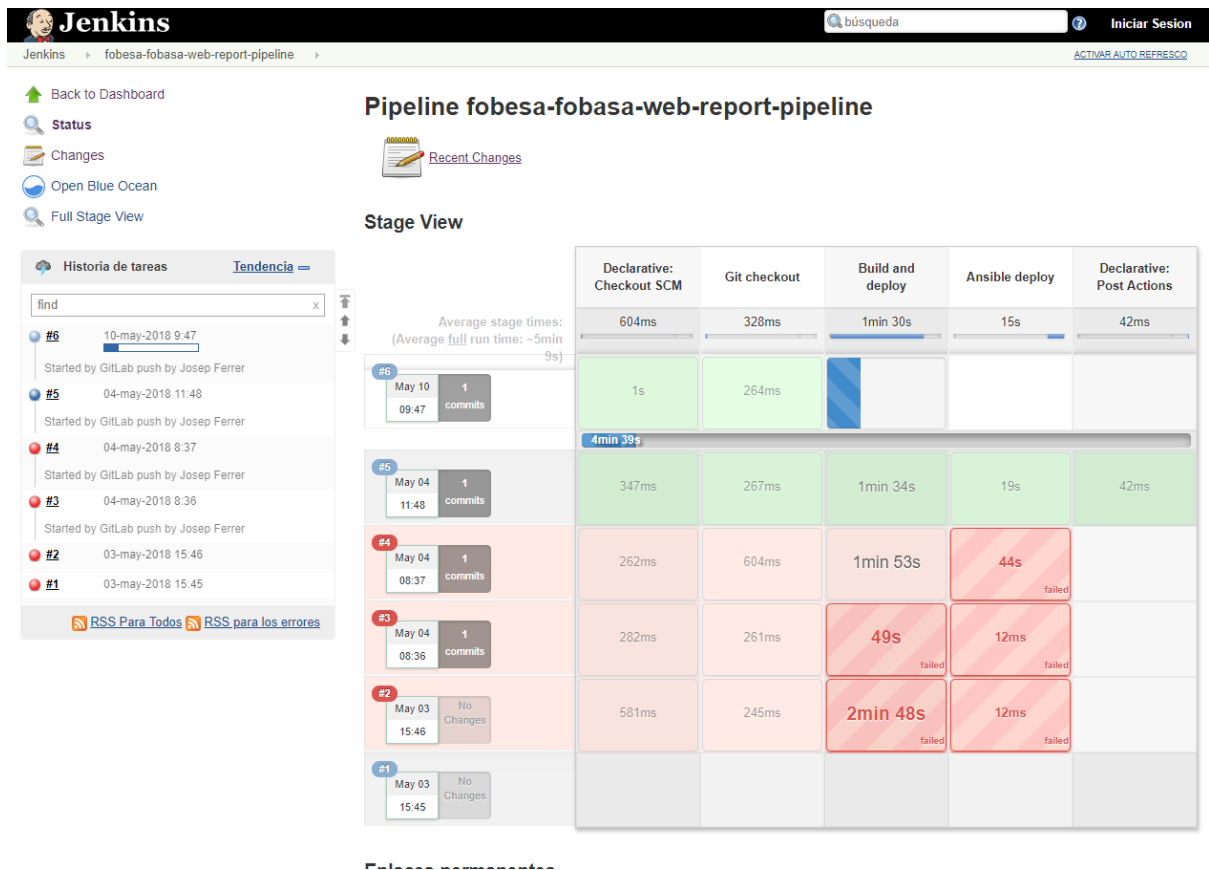 Jenkins
búsqueda
Iniciar Sesion
Jenkins fobesa-fobasa-web-report-pipeline
ACTIVAR AUTO REFRESCO
Back to Dashboard
Status
Changes
Open Blue Ocean
Full Stage View
Historia de tareas Tendencia
find x
#6 10-may-2018 9:47
Started by GitLab push by Josep Ferrer
#5 04-may-2018 11:48
Started by GitLab push by Josep Ferrer
#4 04-may-2018 8:37
Started by GitLab push by Josep Ferrer
#3 04-may-2018 8:36
Started by GitLab push by Josep Ferrer
#2 03-may-2018 15:46
#1 03-may-2018 15:45
RSS Para Todos RSS para los errores
Pipeline fobesa-fobasa-web-report-pipeline
Recent Changes
Stage View
Declarative: Checkout SCM
Git checkout
Build and deploy
Ansible deploy
Declarative: Post Actions
Average stage times:
(Average full run time: ~5min 9s)
604ms 328ms 1min 30s 15s 42ms
#6
May 10
09:47
1 commits
1s 264ms
4min 39s
#5
May 04
11:48
1 commits
347ms 267ms 1min 34s 19s 42ms
#4
May 04
08:37
1 commits
262ms 604ms 1min 53s 44s
failed
#3
May 04
08:36
1 commits
282ms 261ms 49s 12ms
failed failed
#2
May 03
15:46
No Changes
581ms 245ms 2min 48s 12ms
failed failed
#1
May 03
15:45
No Changes
Enlaces permanentes